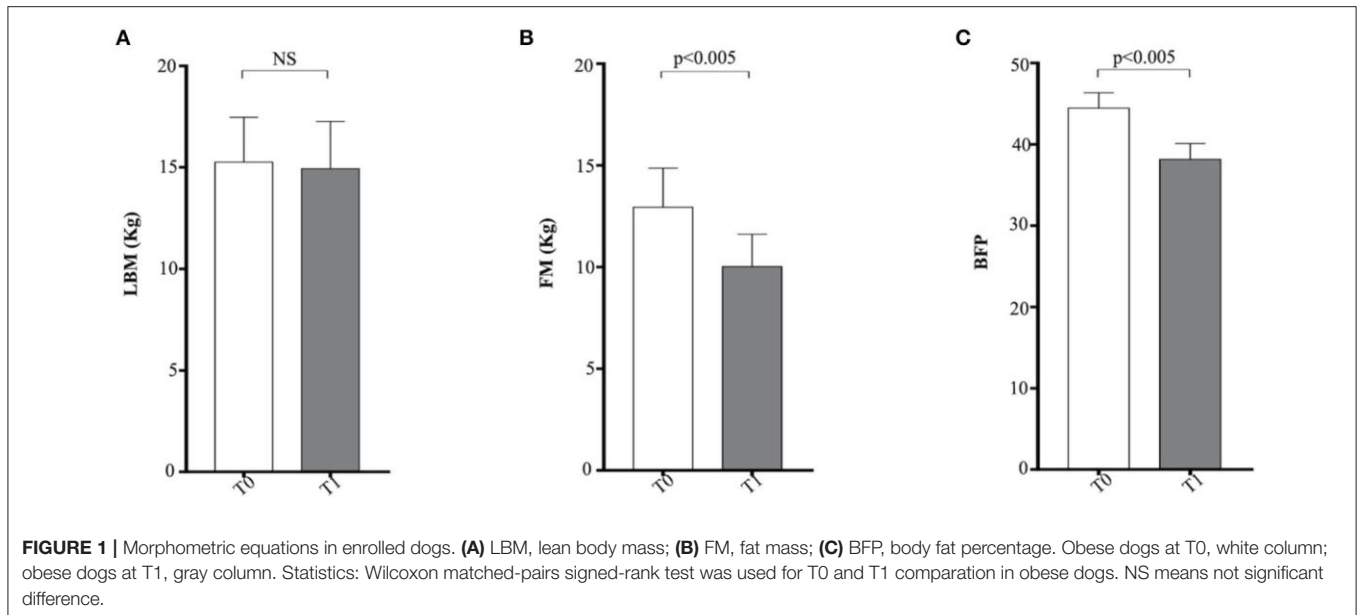 A
NS
20
15
10
5
0
LBM (Kg)
T0
T1
B
p<0.005
20
15
10
5
0
FM (Kg)
T0
T1
C
p<0.005
50
40
30
20
10
0
BFP
T0
T1
FIGURE 1 | Morphometric equations in enrolled dogs. (A) LBM, lean body mass; (B) FM, fat mass; (C) BFP, body fat percentage. Obese dogs at T0, white column;
obese dogs at T1, gray column. Statistics: Wilcoxon matched-pairs signed-rank test was used for T0 and T1 comparation in obese dogs. NS means not significant
difference.